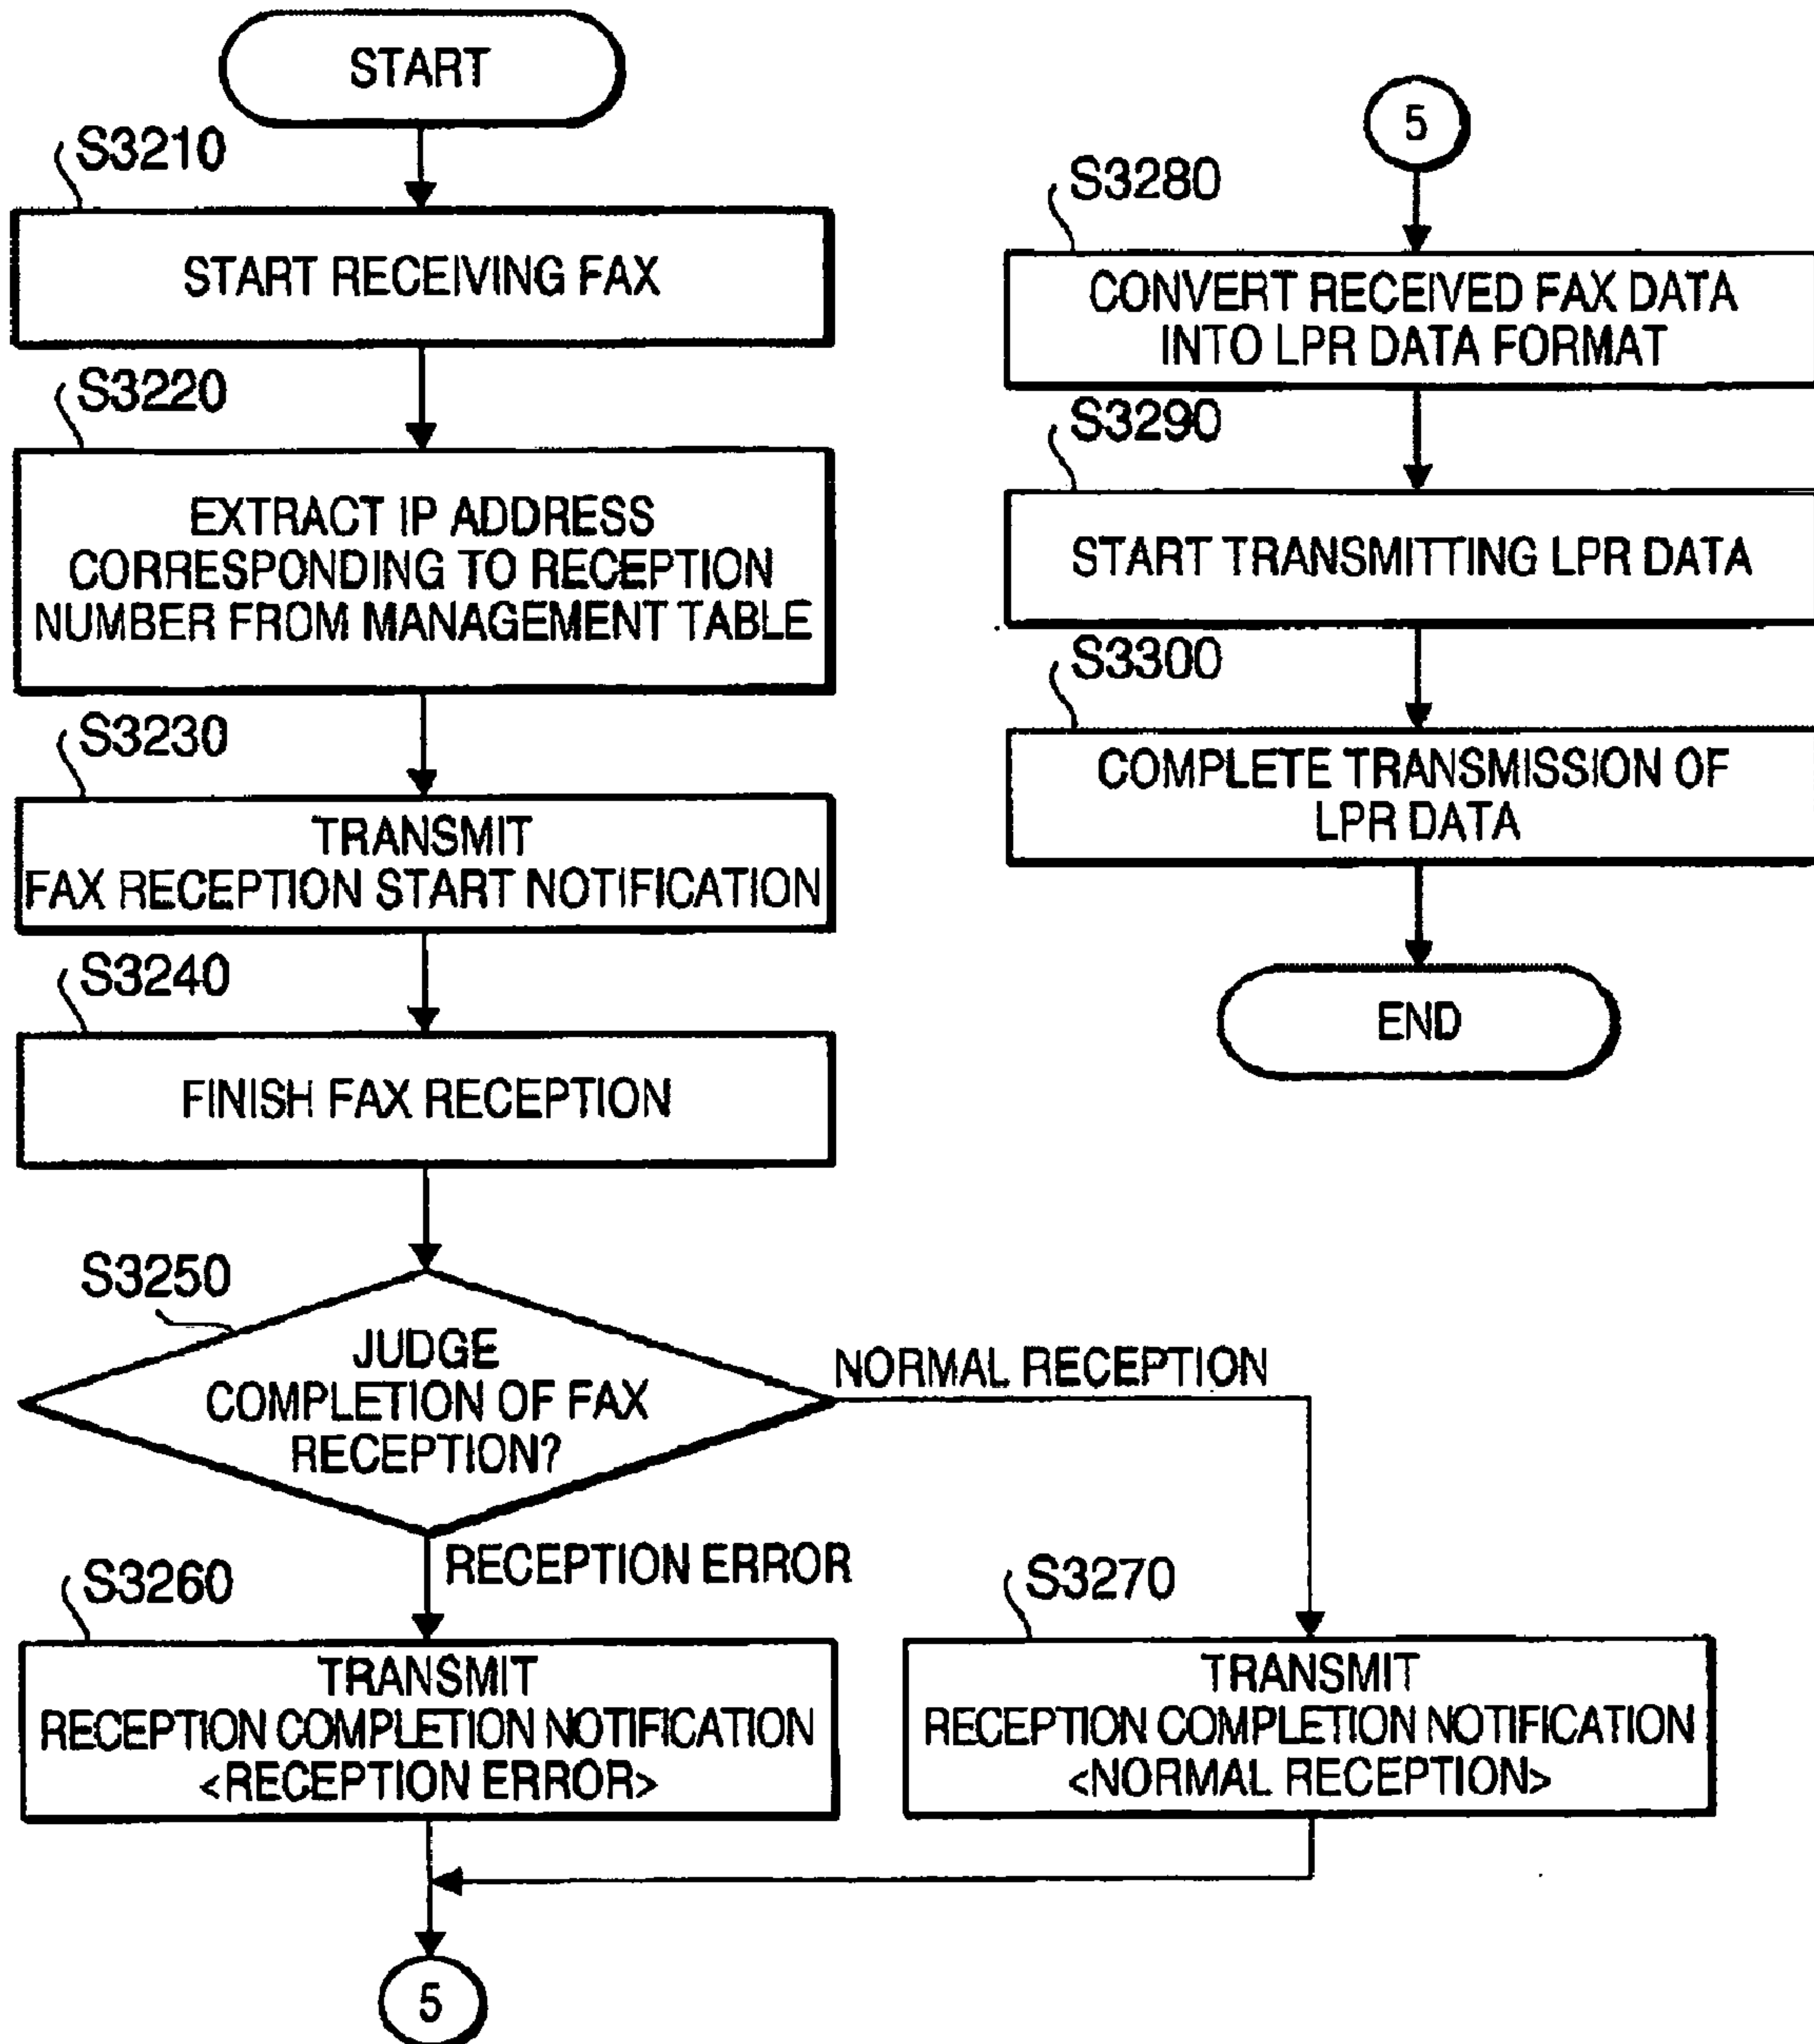 START
S3210
START RECEIVING FAX
S3220
EXTRACT IP ADDRESS
CORRESPONDING TO RECEPTION
NUMBER FROM MANAGEMENT TABLE
S3230
TRANSMIT
FAX RECEPTION START NOTIFICATION
S3240
FINISH FAX RECEPTION
S3250
JUDGE
COMPLETION OF FAX
RECEPTION?
NORMAL RECEPTION
RECEPTION ERROR
S3260
TRANSMIT
RECEPTION COMPLETION NOTIFICATION
<RECEPTION ERROR>
S3270
TRANSMIT
RECEPTION COMPLETION NOTIFICATION
<NORMAL RECEPTION>
5
5
S3280
CONVERT RECEIVED FAX DATA
INTO LPR DATA FORMAT
S3290
START TRANSMITTING LPR DATA
S3300
COMPLETE TRANSMISSION OF
LPR DATA
END